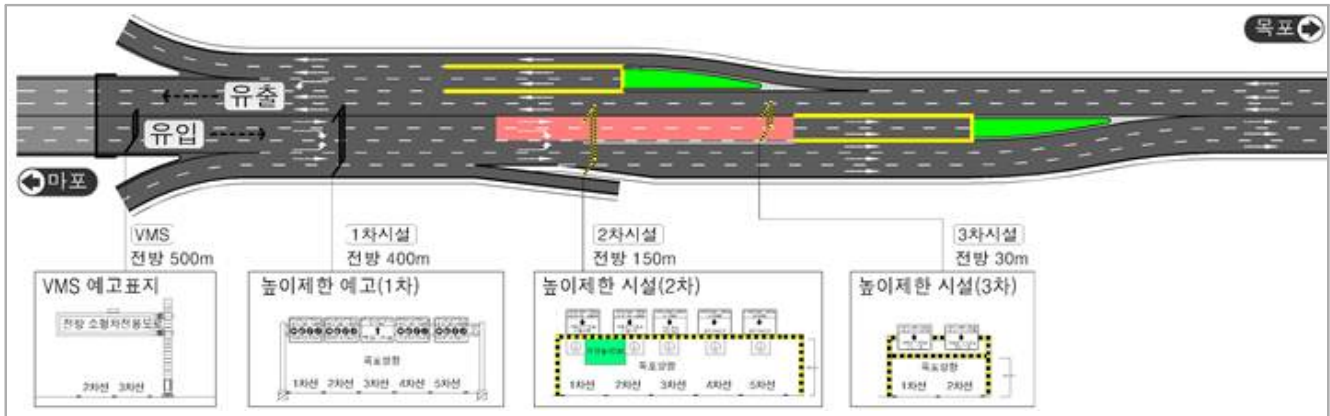 목포
유출
유입
마포
VMS
전방 500m
1차시설
전방 400m
2차시설
전방 150m
3차시설
전방 30m
VMS 예고표지
전방 소형차전용도로
2차선 3차선
높이제한 예고(1차)
목포방향
1차선 2차선 3차선 4차선 5차선
높이제한 시설(2차)
목포방향
1차선 2차선 3차선 4차선 5차선
높이제한 시설(3차)
목포방향
1차선 2차선